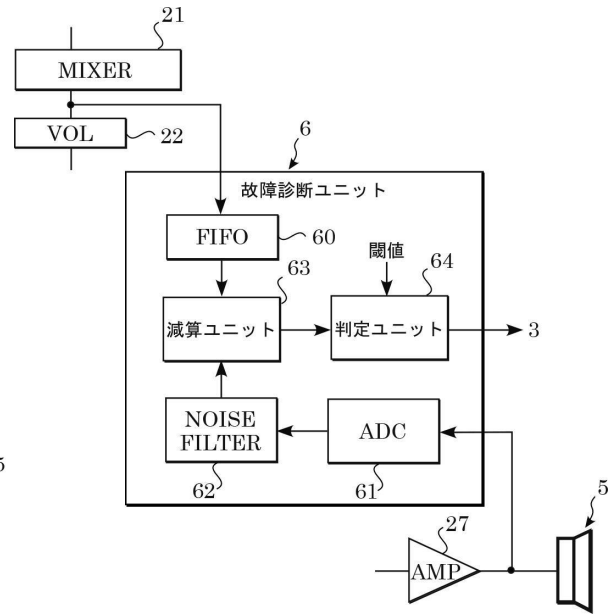 21
MIXER
VOL
22
6
故障診断ユニット
FIFO
60
63
閾値
64
減算ユニット
判定ユニット
3
NOISE
FILTER
ADC
62
61
5
27
5
AMP